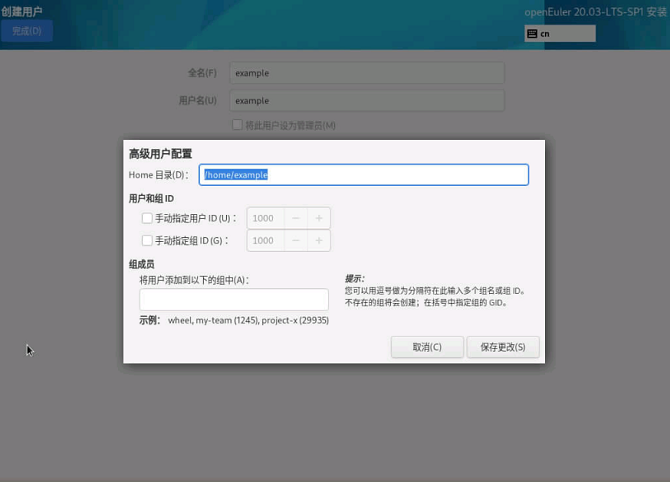 创建用户
openEuler 20.03-LTS-SP1 安装
完成(D)
cn
全名(F)
example
用户名(U)
example
将此用户设为管理员(M)
高级用户配置
Home 目录(D)：
/home/example
用户和组 ID
手动指定用户 ID (U)：
1000
手动指定组 ID (G)：
1000
组成员
将用户添加到以下的组中(A)：
示例： wheel, my-team (1245), project-x (29935)
提示：
您可以用逗号做为分隔符在此输入多个组名或组 ID。
不存在的组将会创建；在括号中指定组的 GID。
取消(C)
保存更改(S)